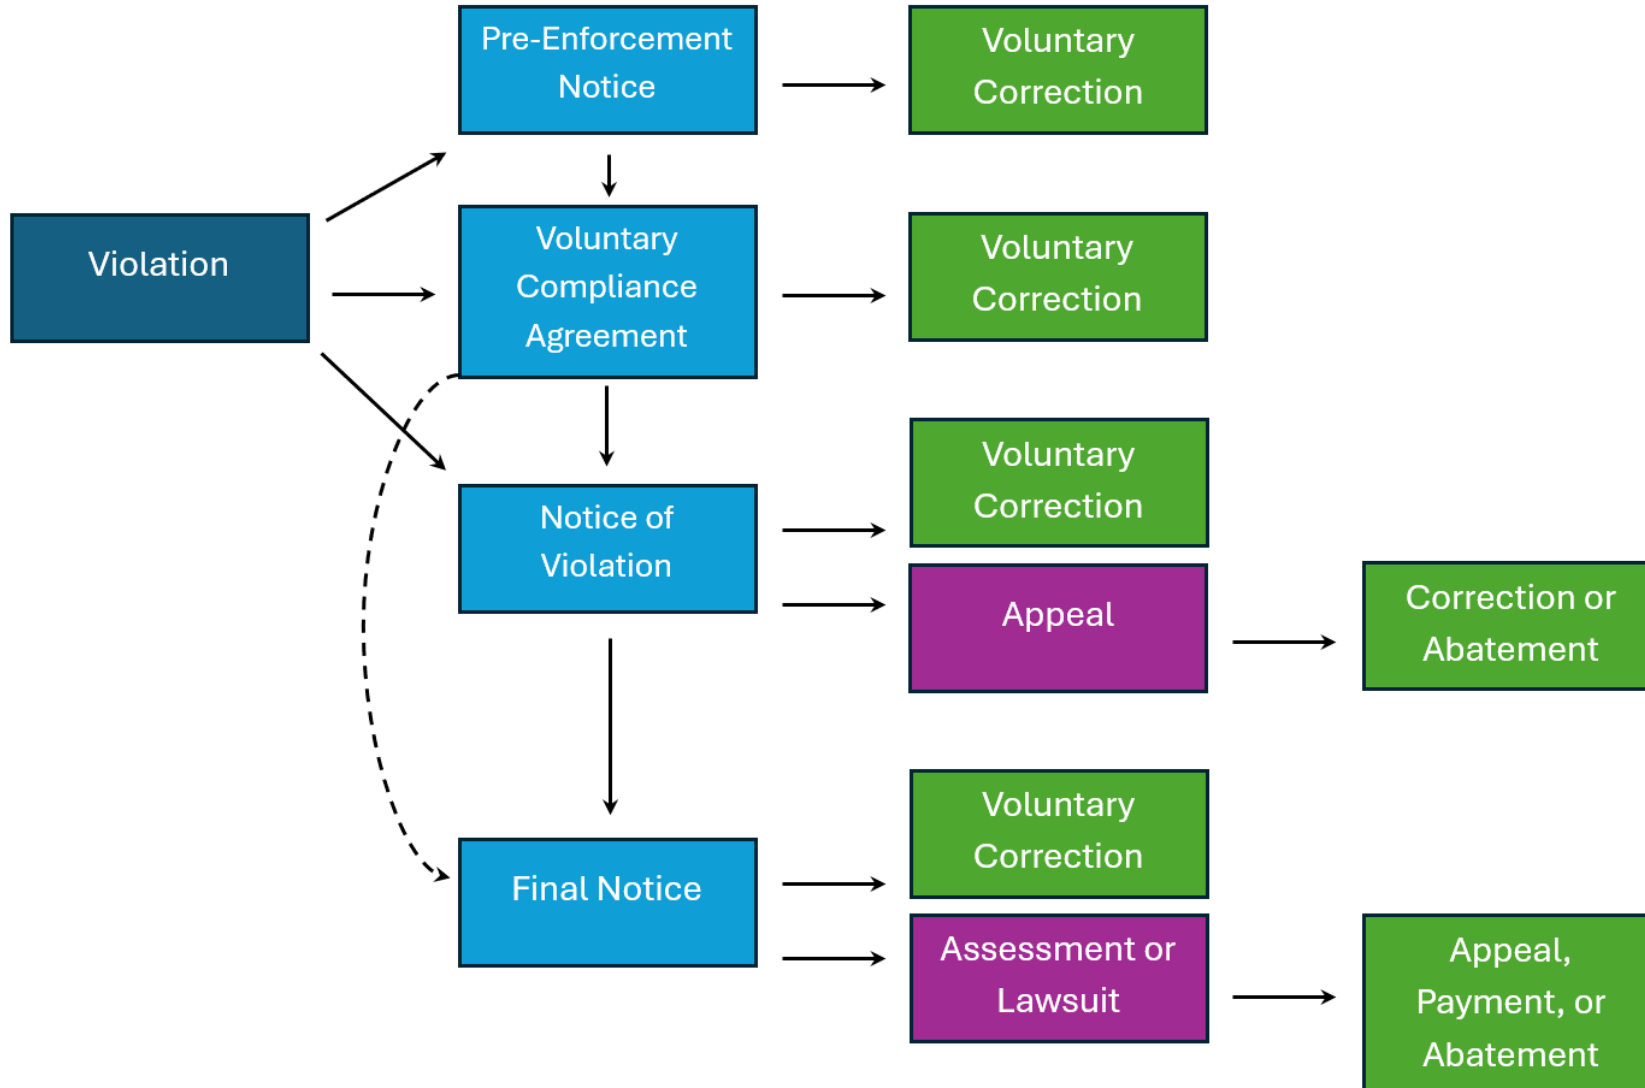 Pre-Enforcement
Notice
Voluntary
Correction
Violation
Voluntary
Compliance
Agreement
Voluntary
Correction
Notice of
Violation
Voluntary
Correction
Appeal
Correction or
Abatement
Final Notice
Voluntary
Correction
Assessment or
Lawsuit
Appeal,
Payment, or
Abatement